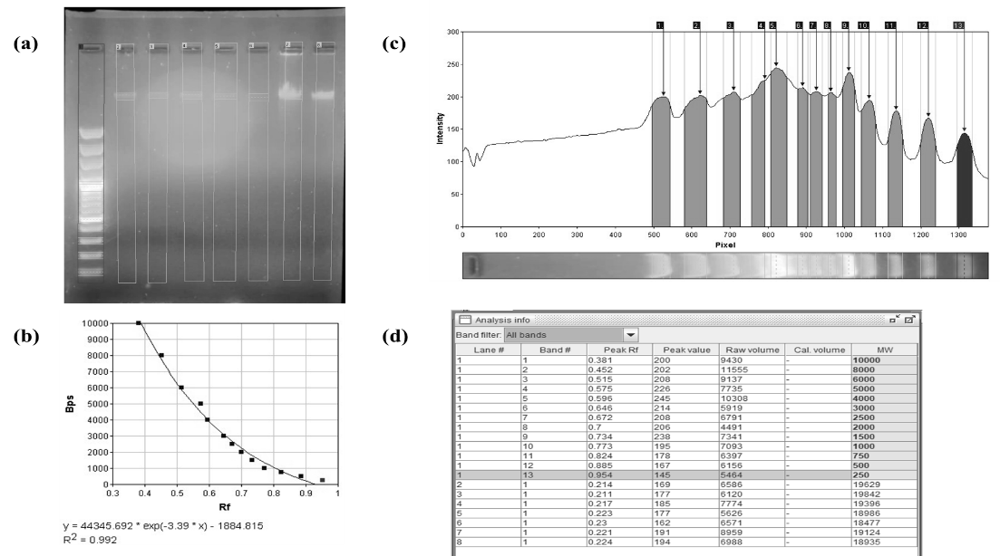 (a)
1 2 3 4 5 6 7 8
(c)
1. 2. 3. 4. 5. 6. 7. 8. 9. 10. 11. 12. 13.
300
250
200
150
100
50
0
Intensity
0 100 200 300 400 500 600 700 800 900 1000 1100 1200 1300
Pixel
(b)
10000
9000
8000
7000
6000
5000
4000
3000
2000
1000
0
Bps
0.3 0.4 0.5 0.6 0.7 0.8 0.9 1
Rf
y = 44345.692 * exp(-3.39 * x) - 1884.815
R2 = 0.992
(d)
Analysis info
Band filter: All bands
Lane # Band # Peak Rf Peak value Raw volume Cal. volume MW
1 1 0.381 200 9430 - 10000
1 2 0.452 202 11555 - 8000
1 3 0.515 208 9137 - 6000
1 4 0.575 226 7735 - 5000
1 5 0.596 245 10308 - 4000
1 6 0.646 214 5919 - 3000
1 7 0.672 208 6791 - 2500
1 8 0.7 206 4491 - 2000
1 9 0.734 238 7341 - 1500
1 10 0.773 195 7093 - 1000
1 11 0.824 178 6397 - 750
1 12 0.885 167 6156 - 500
1 13 0.954 145 5464 - 250
2 1 0.214 169 6586 - 19629
3 1 0.211 177 6120 - 19842
4 1 0.217 185 7774 - 19396
5 1 0.223 177 5626 - 18986
6 1 0.23 162 6571 - 18477
7 1 0.221 191 8959 - 19124
8 1 0.224 194 6988 - 18935